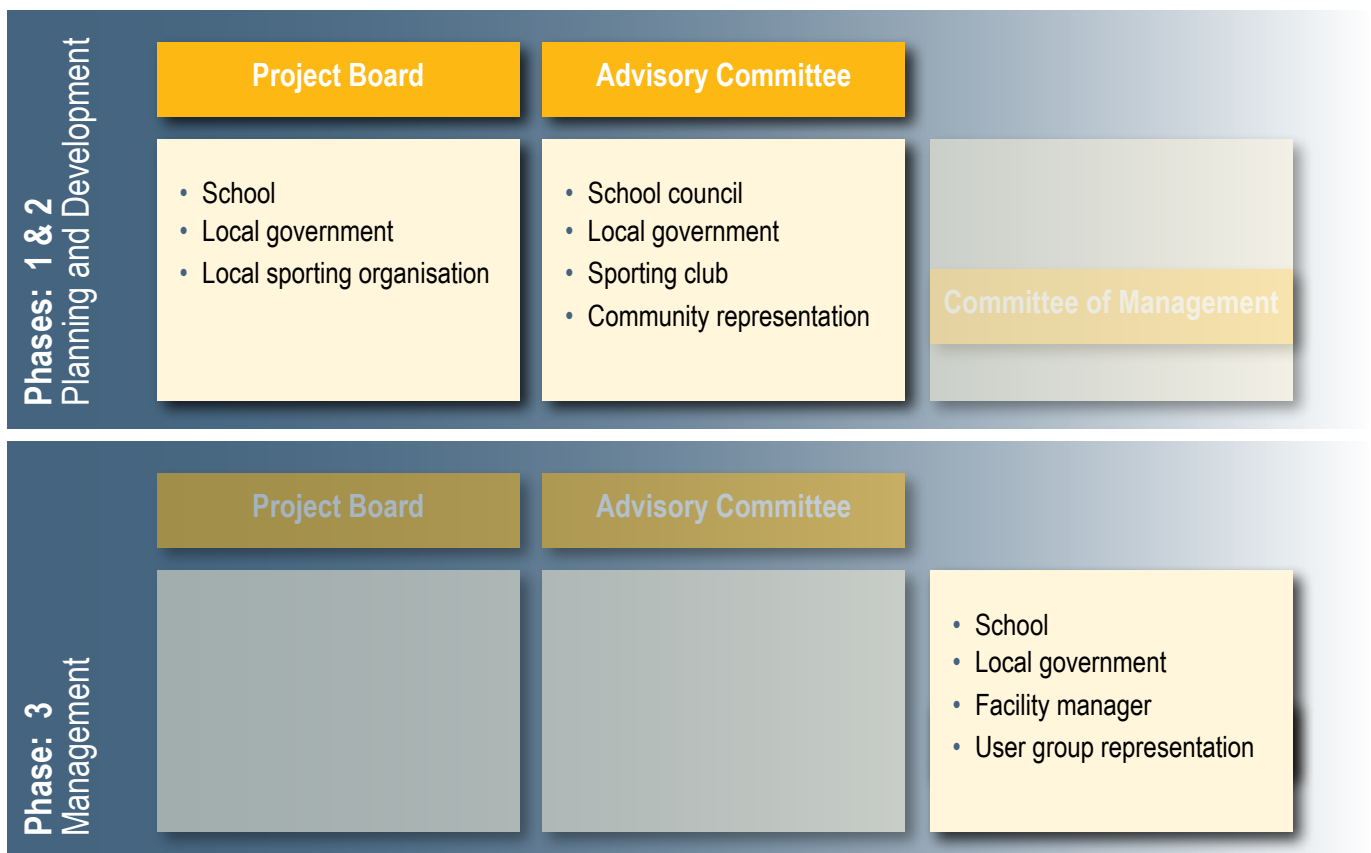 Phases: 1 & 2
Planning and Development
Project Board
Advisory Committee
• School
• Local government
• Local sporting organisation
• School council
• Local government
• Sporting club
• Community representation
Committee of Management
Phase: 3
Management
Project Board
Advisory Committee
• School
• Local government
• Facility manager
• User group representation